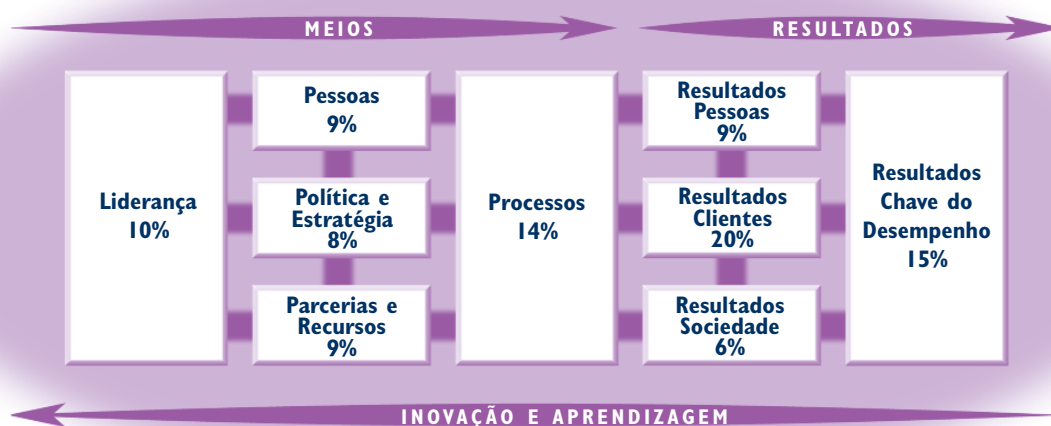 MEIOS
RESULTADOS
Liderança
10%
Pessoas
9%
Política e
Estratégia
8%
Parcerias e
Recursos
9%
Processos
14%
Resultados
Pessoas
9%
Resultados
Clientes
20%
Resultados
Sociedade
6%
Resultados
Chave do
Desempenho
15%
INOVAÇÃO E APRENDIZAGEM